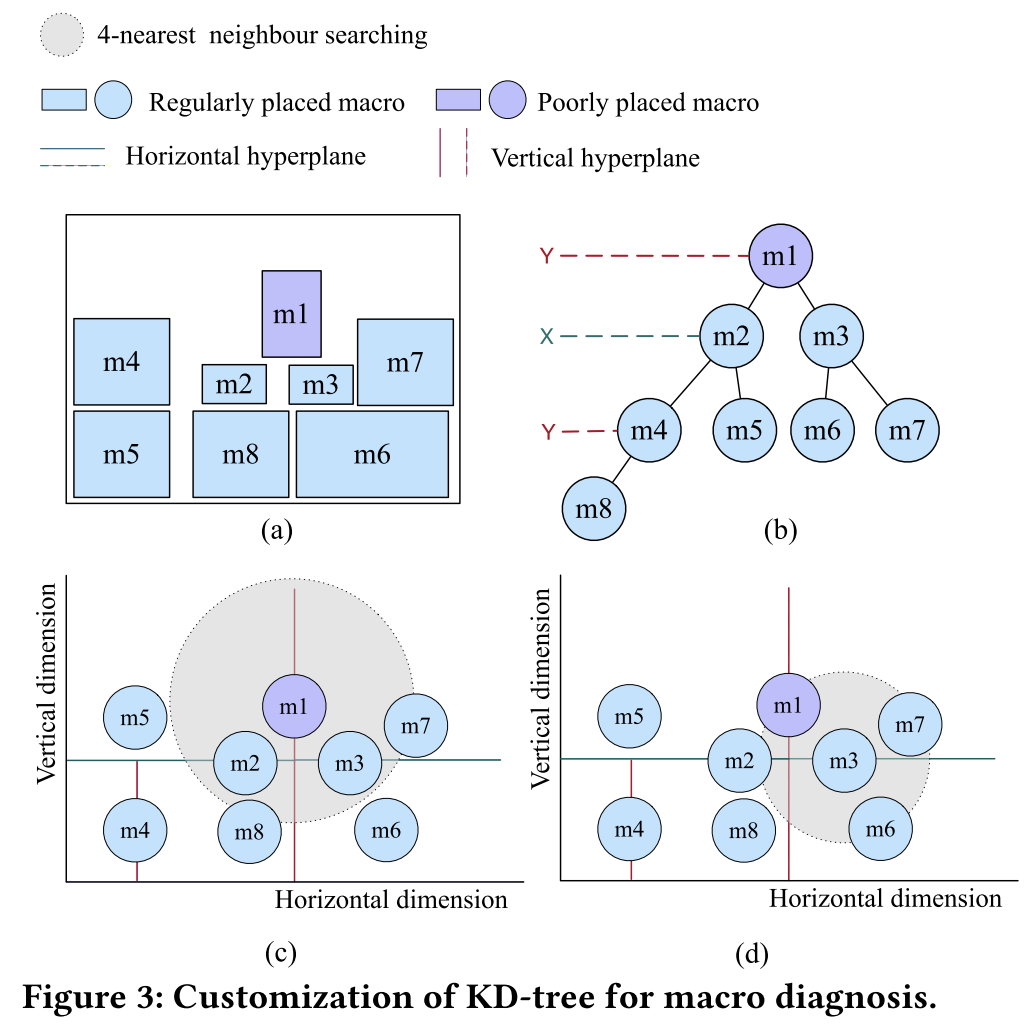 4-nearest neighbour searching
Regularly placed macro
Poorly placed macro
Horizontal hyperplane
Vertical hyperplane
m1
m4
m7
m2
m3
m5
m8
m6
(a)
Y
m1
X
m2
m3
Y
m4
m5
m6
m7
m8
(b)
Vertical dimension
m1
m5
m7
m2
m3
m4
m8
m6
Horizontal dimension
(c)
Vertical dimension
m1
m5
m7
m2
m3
m4
m8
m6
Horizontal dimension
(d)
Figure 3: Customization of KD-tree for macro diagnosis.